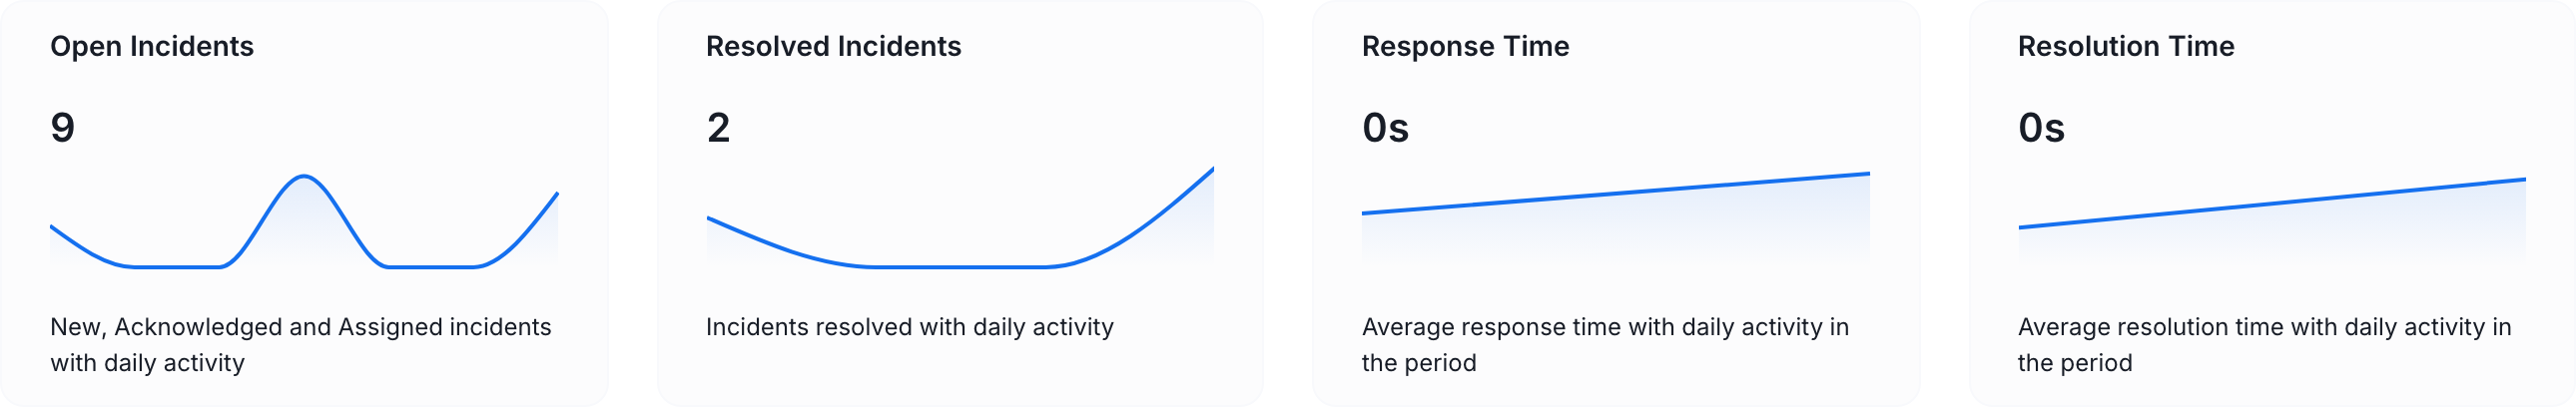 Open Incidents
9
New, Acknowledged and Assigned incidents
with daily activity
Resolved Incidents
2
Incidents resolved with daily activity
Response Time
0s
Average response time with daily activity in
the period
Resolution Time
0s
Average resolution time with daily activity in
the period